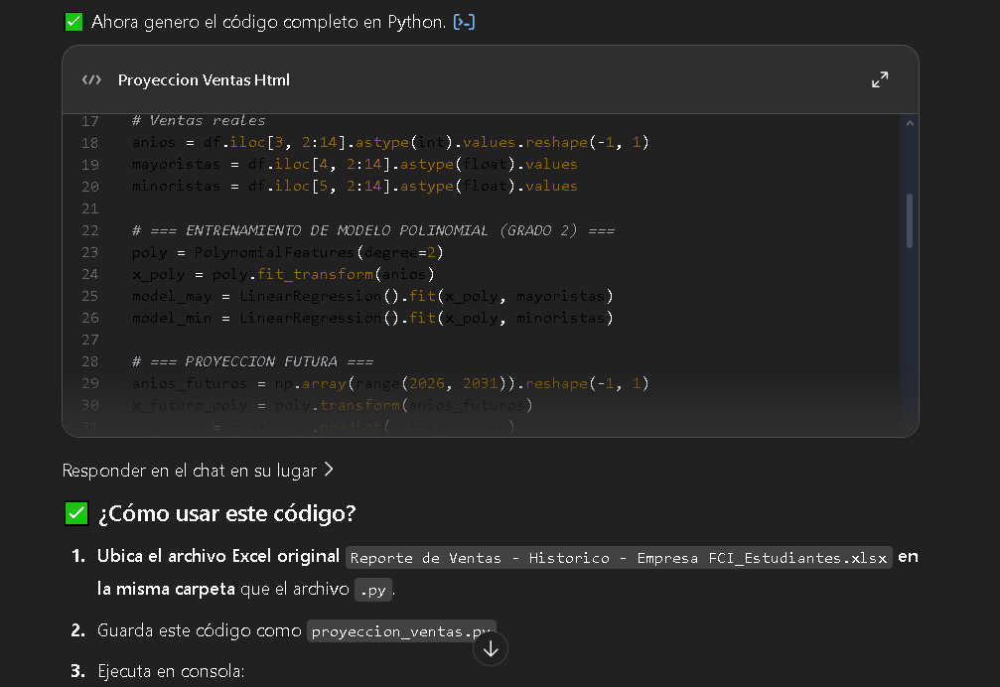 ✅ Ahora genero el código completo en Python. [>-]
</> Proyeccion Ventas Html
17 # Ventas reales
18 anios = df.iloc[3, 2:14].astype(int).values.reshape(-1, 1)
19 mayoristas = df.iloc[4, 2:14].astype(float).values
20 minoristas = df.iloc[5, 2:14].astype(float).values
21
22 # === ENTRENAMIENTO DE MODELO POLINOMIAL (GRADO 2) ===
23 poly = PolynomialFeatures(degree=2)
24 x_poly = poly.fit_transform(anios)
25 model_may = LinearRegression().fit(x_poly, mayoristas)
26 model_min = LinearRegression().fit(x_poly, minoristas)
27
28 # === PROYECCION FUTURA ===
29 anios_futuros = np.array(range(2026, 2031)).reshape(-1, 1)
30 x_futuro_poly = poly.transform(anios_futuros)
31 = .predict( )
Responder en el chat en su lugar >
✅ ¿Cómo usar este código?
1. Ubica el archivo Excel original Reporte de Ventas - Historico - Empresa FCI_Estudiantes.xlsx en
la misma carpeta que el archivo .py.
2. Guarda este código como proyeccion_ventas.py
3. Ejecuta en consola: